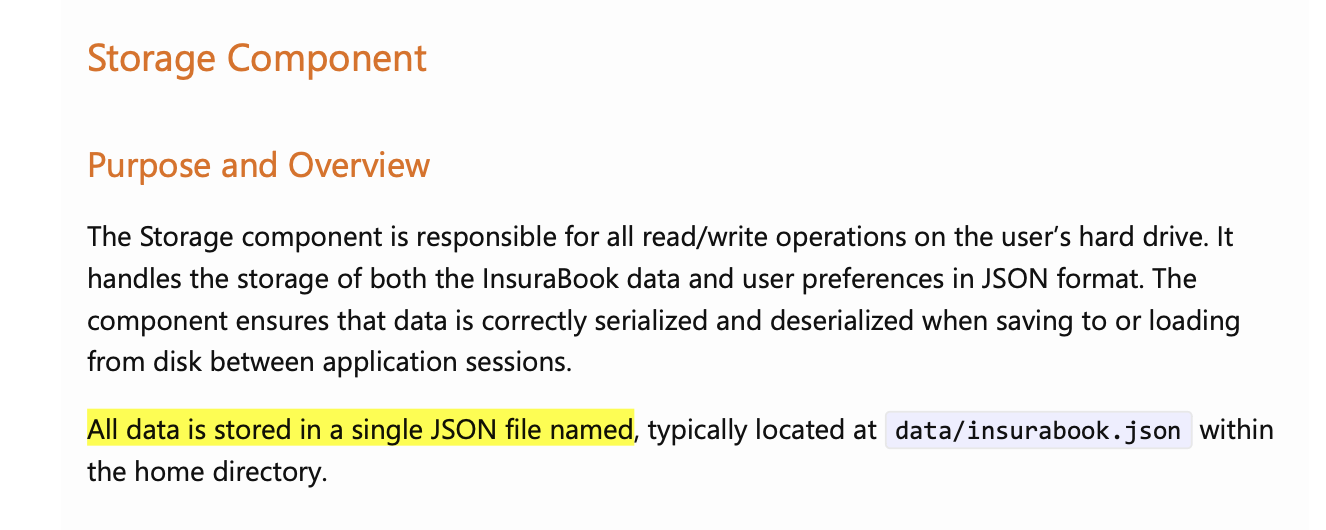 Storage Component
Purpose and Overview
The Storage component is responsible for all read/write operations on the user’s hard drive. It
handles the storage of both the InsuraBook data and user preferences in JSON format. The
component ensures that data is correctly serialized and deserialized when saving to or loading
from disk between application sessions.
All data is stored in a single JSON file named, typically located at data/insurabook.json within
the home directory.